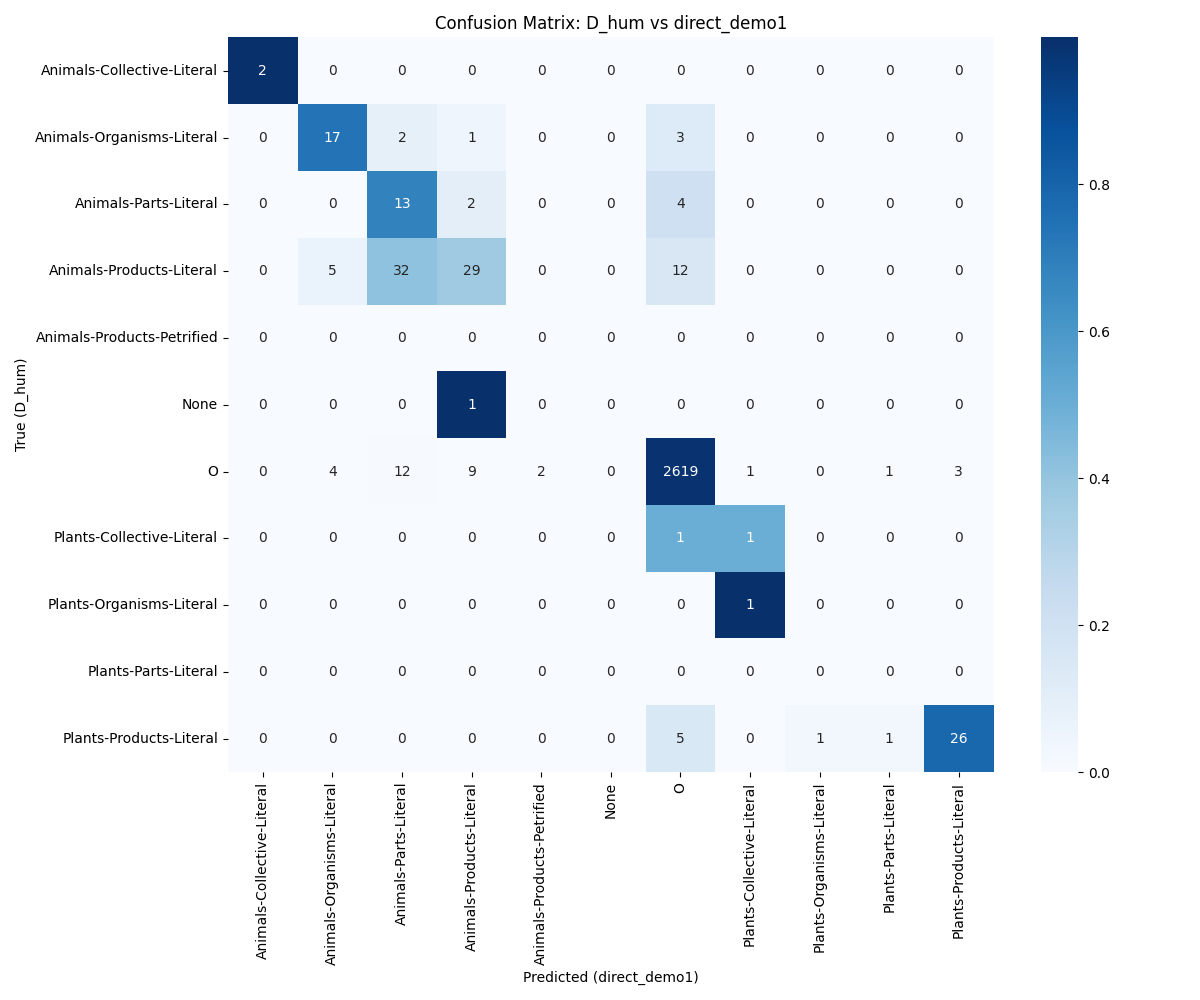 Confusion Matrix: D_hum vs direct_demo1
True (D_hum)
Animals-Collective-Literal 2 0 0 0 0 0 0 0 0 0 0
Animals-Organisms-Literal 0 17 2 1 0 0 3 0 0 0 0
Animals-Parts-Literal 0 0 13 2 0 0 4 0 0 0 0
Animals-Products-Literal 0 5 32 29 0 0 12 0 0 0 0
Animals-Products-Petrified 0 0 0 0 0 0 0 0 0 0 0
None 0 0 0 1 0 0 0 0 0 0 0
O 0 4 12 9 2 0 2619 1 0 1 3
Plants-Collective-Literal 0 0 0 0 0 0 1 1 0 0 0
Plants-Organisms-Literal 0 0 0 0 0 0 0 1 0 0 0
Plants-Parts-Literal 0 0 0 0 0 0 0 0 0 0 0
Plants-Products-Literal 0 0 0 0 0 0 5 0 1 1 26
Animals-Collective-Literal
Animals-Organisms-Literal
Animals-Parts-Literal
Animals-Products-Literal
Animals-Products-Petrified
None
O
Plants-Collective-Literal
Plants-Organisms-Literal
Plants-Parts-Literal
Plants-Products-Literal
Predicted (direct_demo1)
0.8
0.6
0.4
0.2
0.0